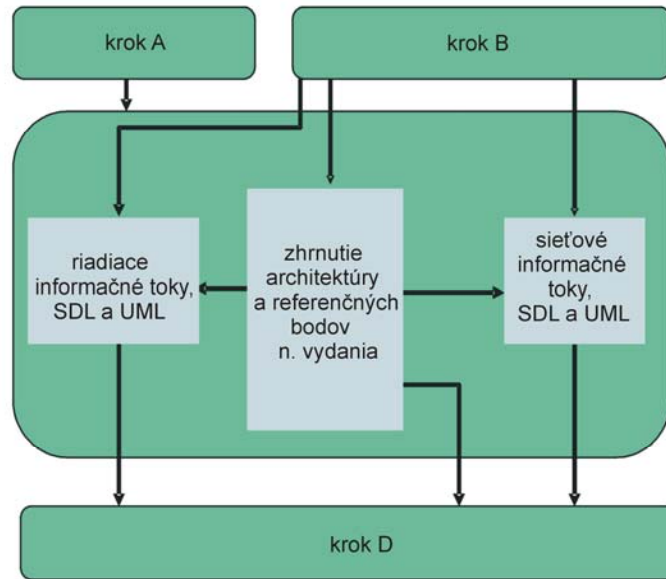 krok A
krok B
riadiace
informačné toky,
SDL a UML
zhrnutie
architektúry
a referenčných
bodov
n. vydania
sieťové
informačné
toky,
SDL a UML
krok D